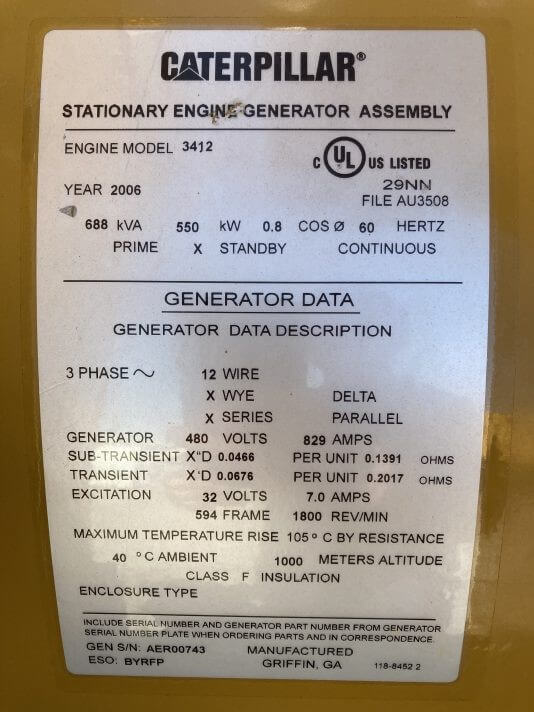 CATERPILLAR®
STATIONARY ENGINE GENERATOR ASSEMBLY
ENGINE MODEL 3412
C UL US LISTED
YEAR 2006
29NN
FILE AU3508
688 kVA 550 kW 0.8 COS Ø 60 HERTZ
PRIME X STANDBY CONTINUOUS
GENERATOR DATA
GENERATOR DATA DESCRIPTION
3 PHASE ~ 12 WIRE
X WYE DELTA
X SERIES PARALLEL
GENERATOR 480 VOLTS 829 AMPS
SUB-TRANSIENT X"D 0.0466 PER UNIT 0.1391 OHMS
TRANSIENT X'D 0.0676 PER UNIT 0.2017 OHMS
EXCITATION 32 VOLTS 7.0 AMPS
594 FRAME 1800 REV/MIN
MAXIMUM TEMPERATURE RISE 105° C BY RESISTANCE
40 °C AMBIENT 1000 METERS ALTITUDE
CLASS F INSULATION
ENCLOSURE TYPE
INCLUDE SERIAL NUMBER AND GENERATOR PART NUMBER FROM GENERATOR
SERIAL NUMBER PLATE WHEN ORDERING PARTS AND IN CORRESPONDENCE.
GEN S/N: AER00743 MANUFACTURED
ESO: BYRFP GRIFFIN, GA 118-8452 2